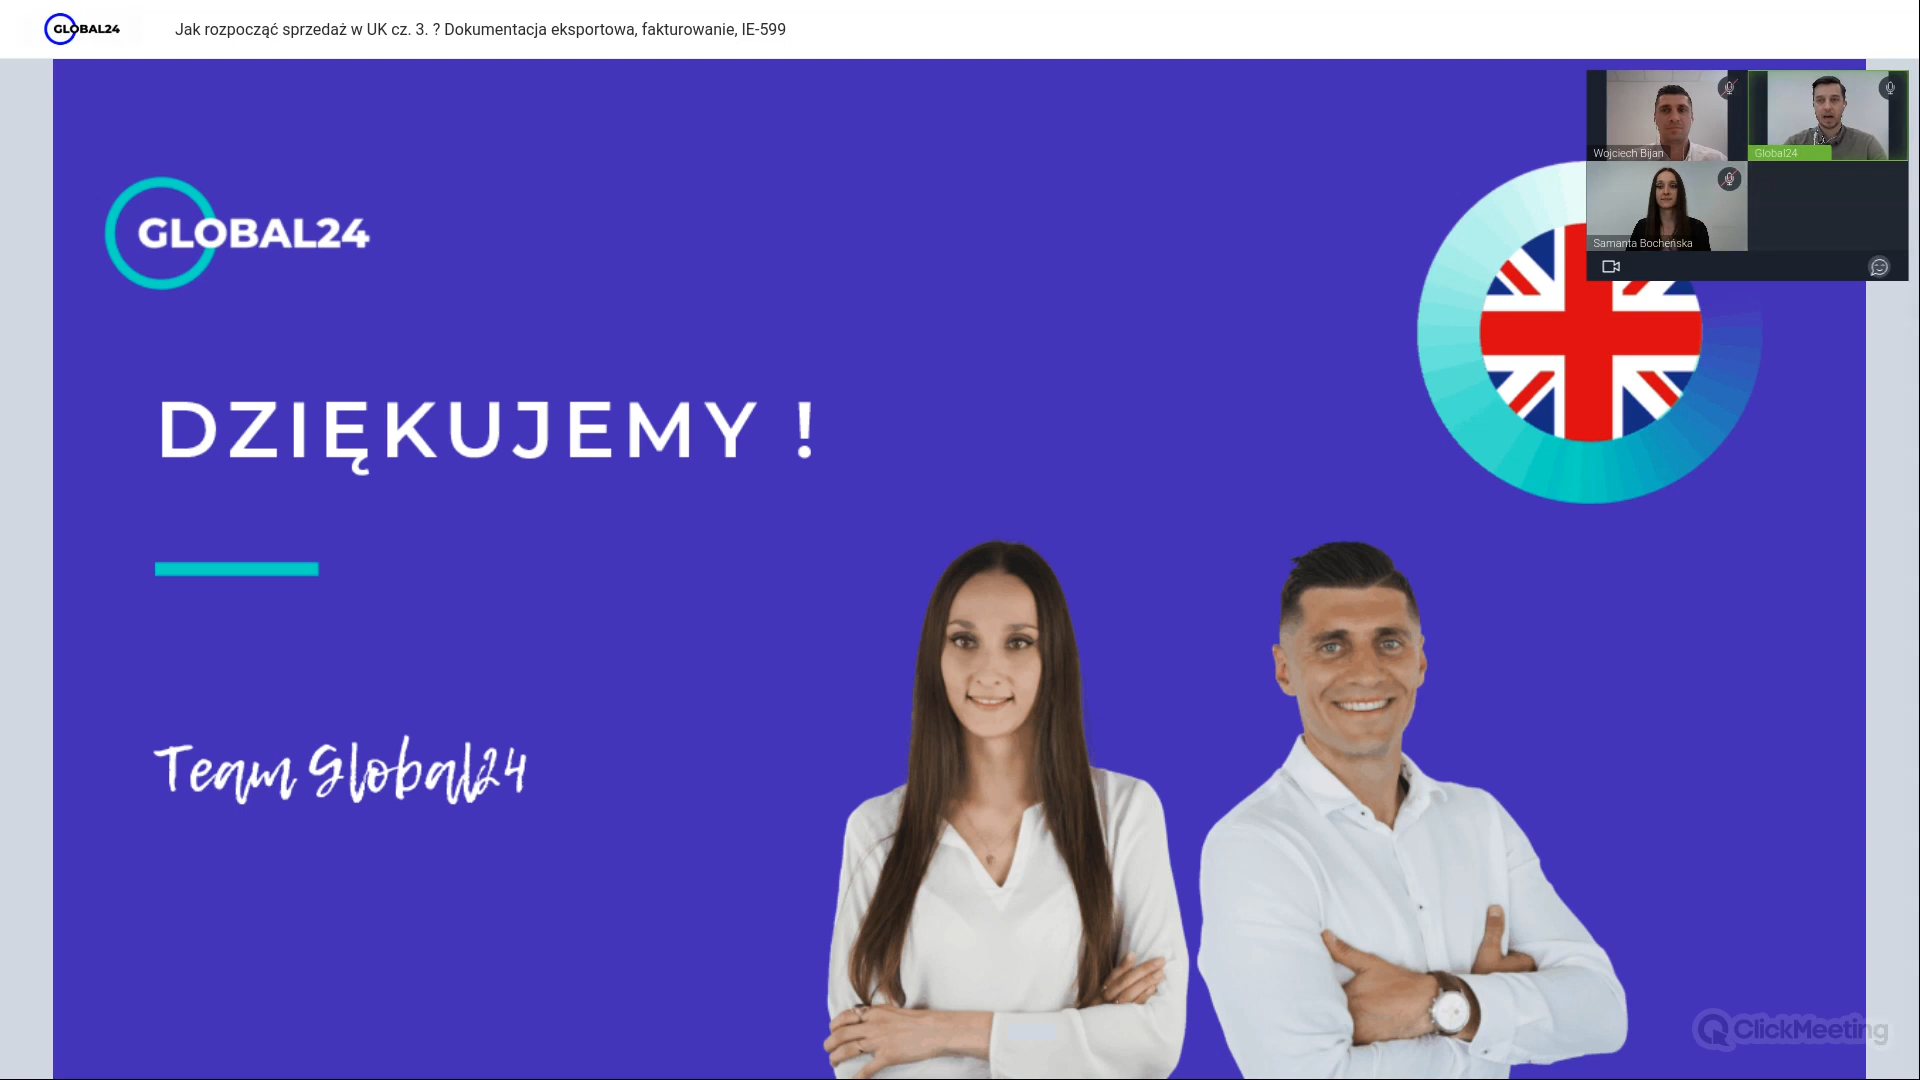 GLOBAL24
Jak rozpocząć sprzedaż w UK cz. 3. ? Dokumentacja eksportowa, fakturowanie, IE-599
Wojciech Bijan
Global24
Samanta Bocheńska
GLOBAL24
DZIĘKUJEMY !
Team Global24
ClickMeeting